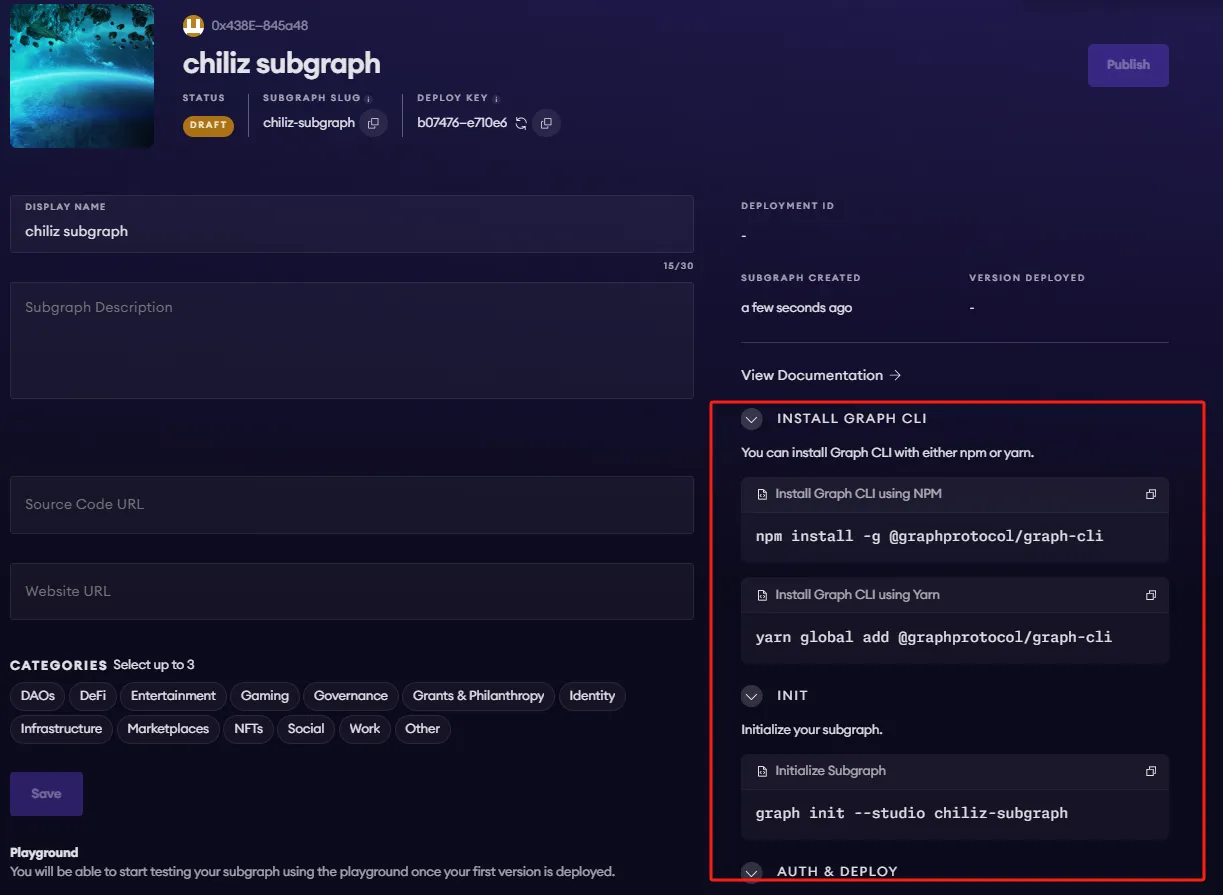 0x438E–845a48
chiliz subgraph
Publish
STATUS
SUBGRAPH SLUG
DEPLOY KEY
DRAFT
chiliz-subgraph
b07476–e710e6
DISPLAY NAME
chiliz subgraph
15/30
Subgraph Description
Source Code URL
Website URL
CATEGORIES Select up to 3
DAOs DeFi Entertainment Gaming Governance Grants & Philanthropy Identity
Infrastructure Marketplaces NFTs Social Work Other
Save
Playground
You will be able to start testing your subgraph using the playground once your first version is deployed.
DEPLOYMENT ID
-
SUBGRAPH CREATED
VERSION DEPLOYED
a few seconds ago
-
View Documentation →
INSTALL GRAPH CLI
You can install Graph CLI with either npm or yarn.
Install Graph CLI using NPM
npm install -g @graphprotocol/graph-cli
Install Graph CLI using Yarn
yarn global add @graphprotocol/graph-cli
INIT
Initialize your subgraph.
Initialize Subgraph
graph init --studio chiliz-subgraph
AUTH & DEPLOY